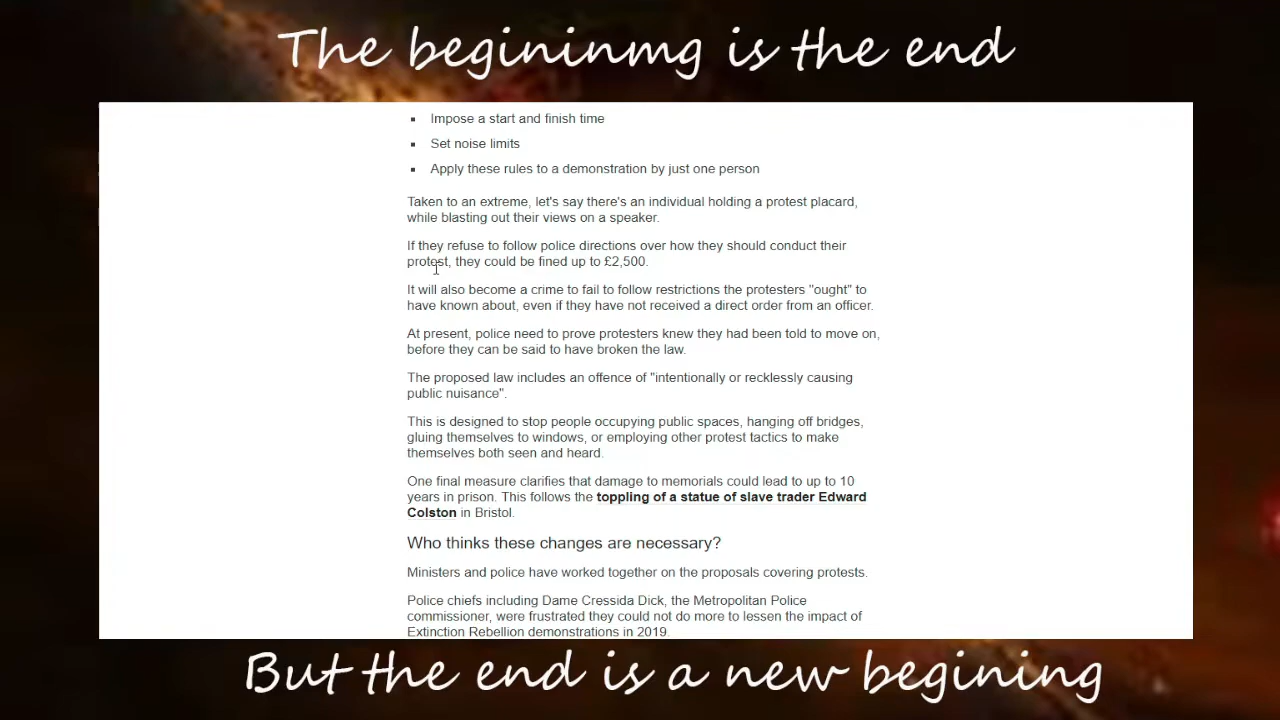 The begininmg is the end
Impose a start and finish time
Set noise limits
Apply these rules to a demonstration by just one person
Taken to an extreme, let's say there's an individual holding a protest placard,
while blasting out their views on a speaker.
If they refuse to follow police directions over how they should conduct their
protest, they could be fined up to £2,500.
It will also become a crime to fail to follow restrictions the protesters "ought" to
have known about, even if they have not received a direct order from an officer.
At present, police need to prove protesters knew they had been told to move on,
before they can be said to have broken the law.
The proposed law includes an offence of "intentionally or recklessly causing
public nuisance".
This is designed to stop people occupying public spaces, hanging off bridges,
gluing themselves to windows, or employing other protest tactics to make
themselves both seen and heard.
One final measure clarifies that damage to memorials could lead to up to 10
years in prison. This follows the toppling of a statue of slave trader Edward
Colston in Bristol.
Who thinks these changes are necessary?
Ministers and police have worked together on the proposals covering protests.
Police chiefs including Dame Cressida Dick, the Metropolitan Police
commissioner, were frustrated they could not do more to lessen the impact of
Extinction Rebellion demonstrations in 2019.
But the end is a new begining